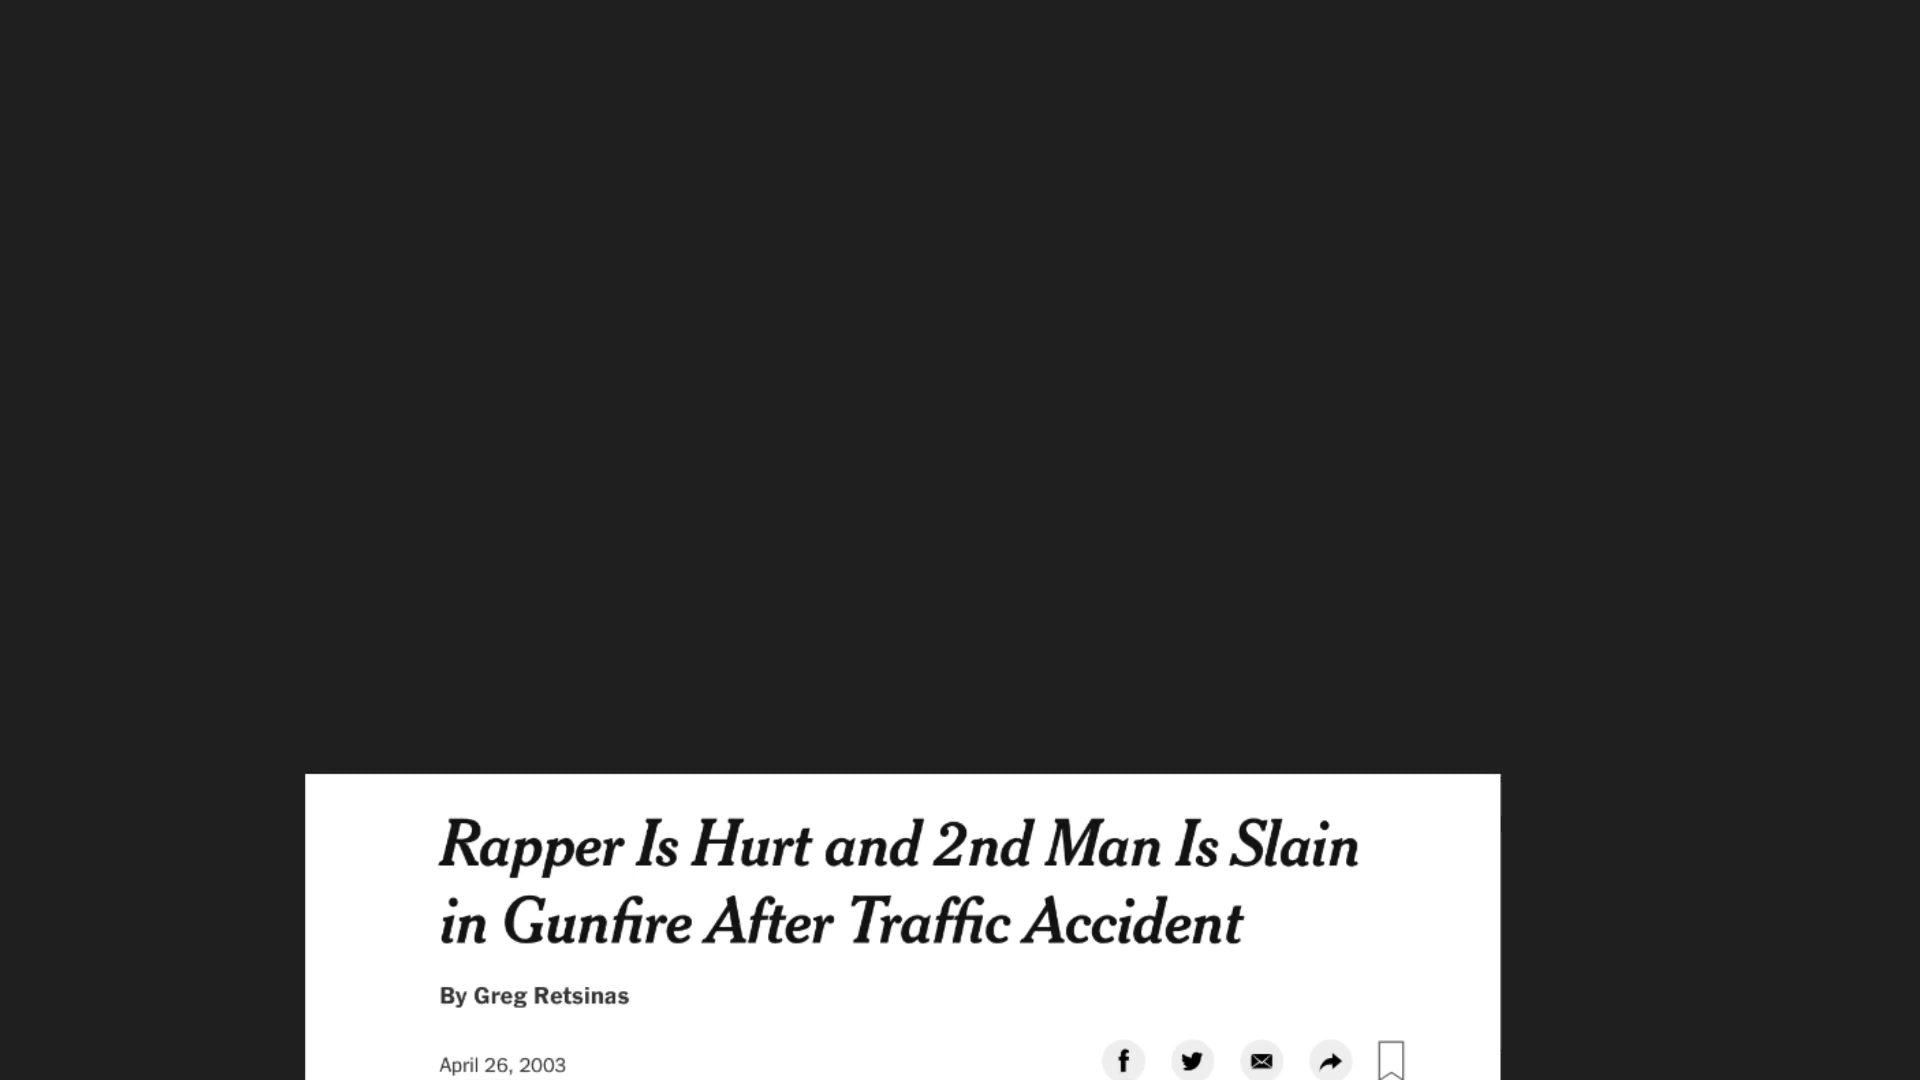 Rapper Is Hurt and 2nd Man Is Slain
in Gunfire After Traffic Accident
By Greg Retsinas
April 26, 2003